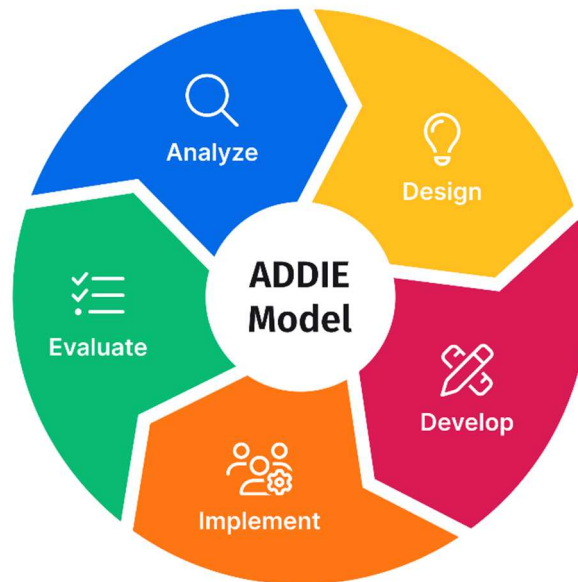 Analyze
Design
ADDIE
Model
Evaluate
Develop
Implement